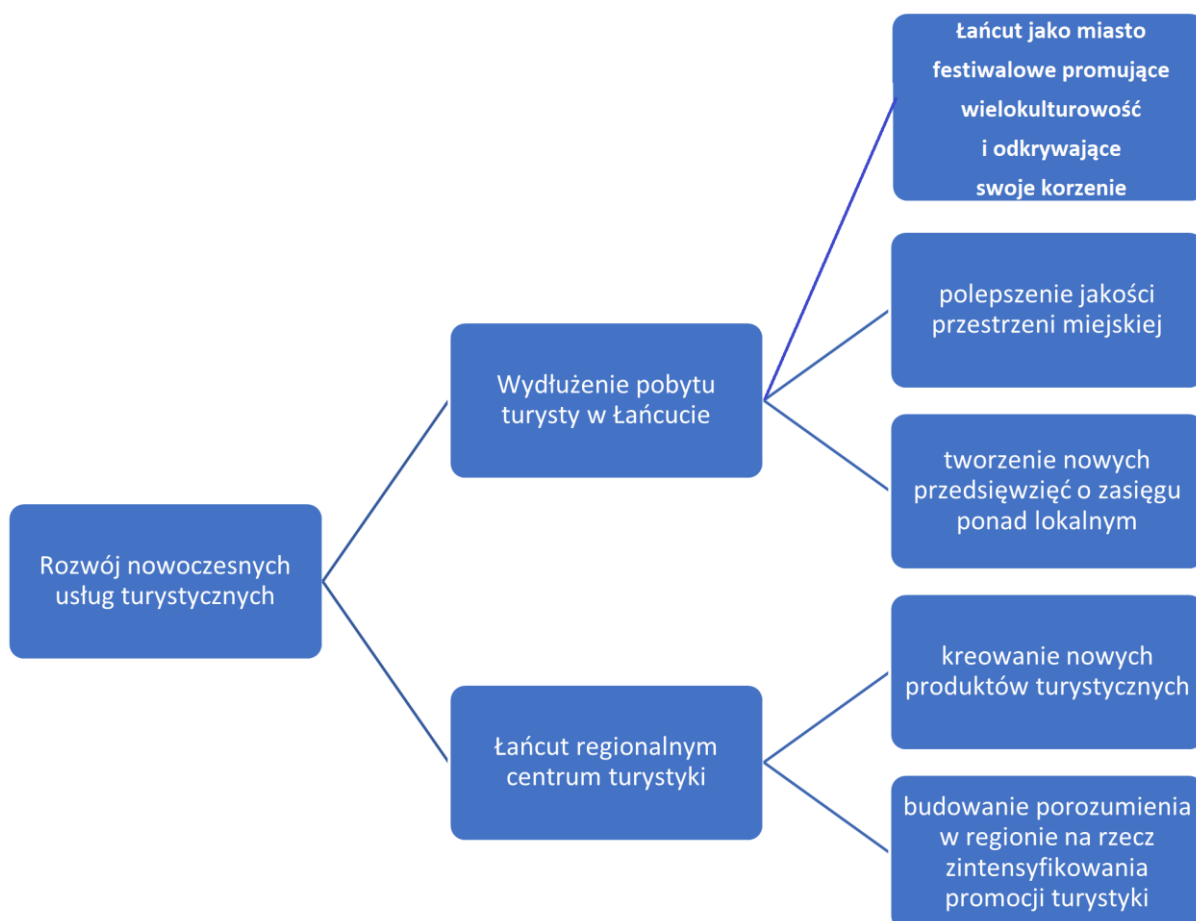 Łańcut jako miasto
festiwalowe promujące
wielokulturowość
i odkrywające
swoje korzenie
polepszenie jakości
przestrzeni miejskiej
Wydłużenie pobytu
turysty w Łańcucie
tworzenie nowych
przedsięwzięć o zasięgu
ponad lokalnym
Rozwój nowoczesnych
usług turystycznych
kreowanie nowych
produktów turystycznych
Łańcut regionalnym
centrum turystyki
budowanie porozumienia
w regionie na rzecz
zintensyfikowania
promocji turystyki